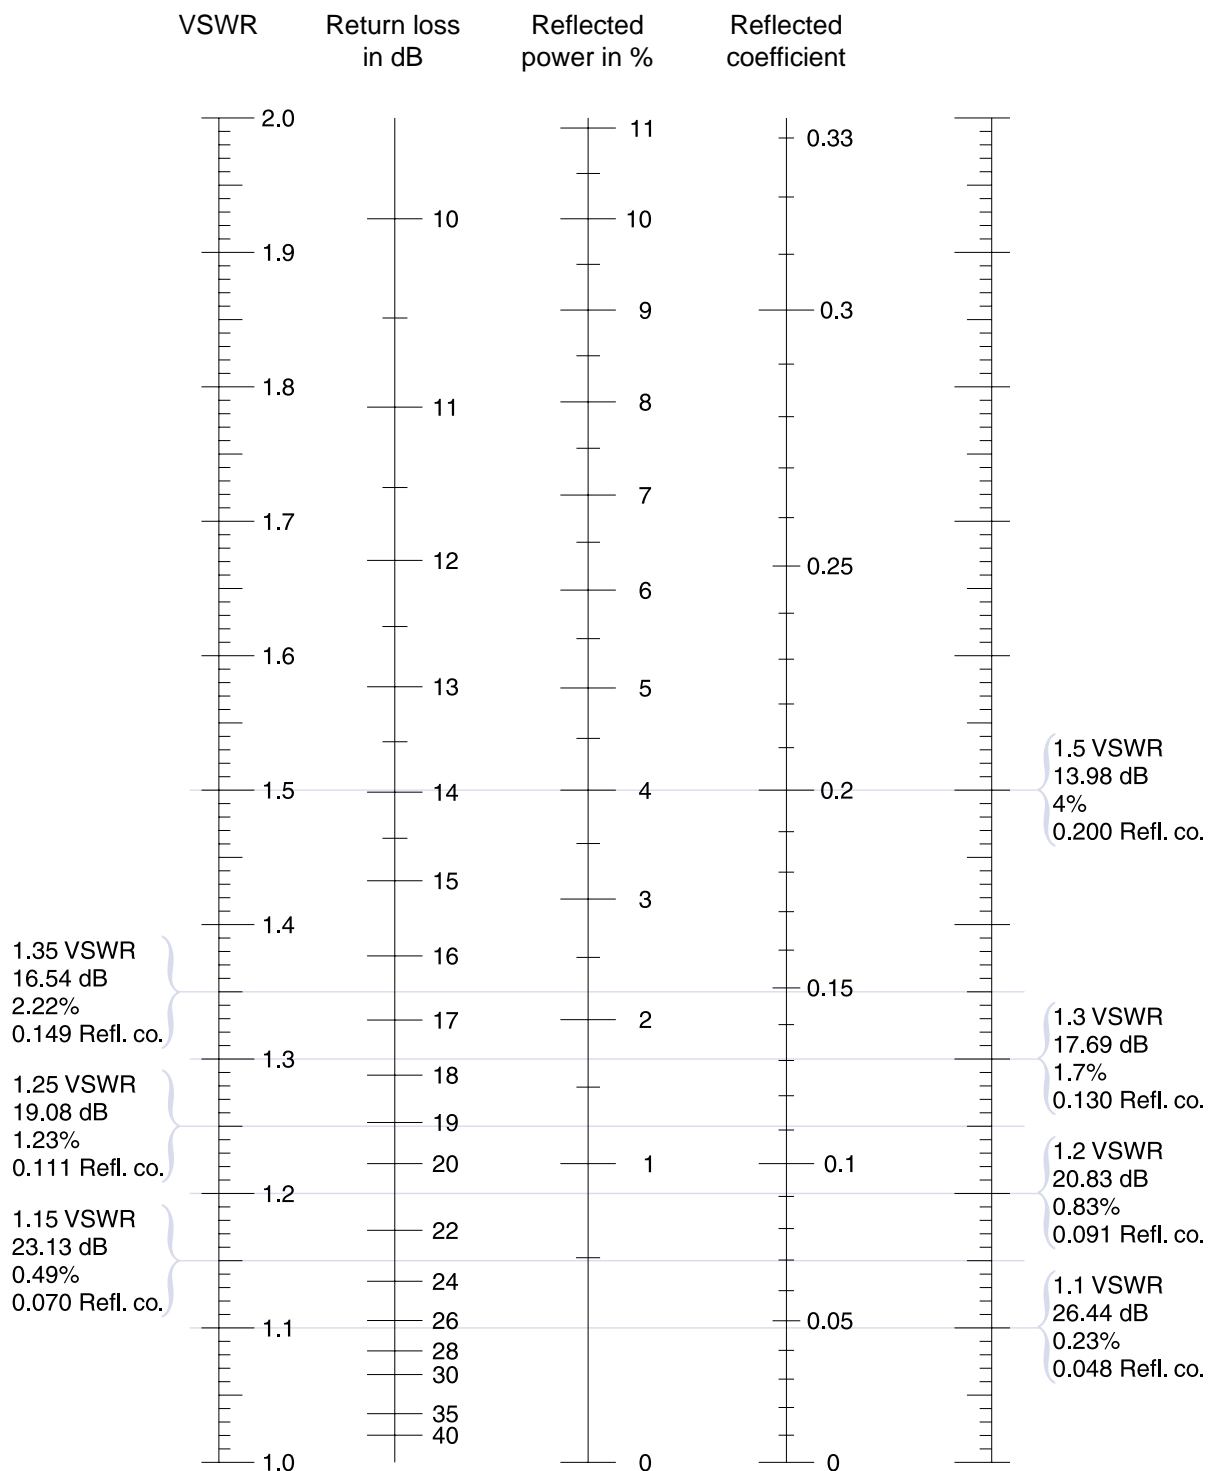 VSWR
Return loss
in dB
Reflected
power in %
Reflected
coefficient
2.0
1.9
1.8
1.7
1.6
1.5
1.4
1.3
1.2
1.1
1.0
10
11
12
13
14
15
16
17
18
19
20
22
24
26
28
30
35
40
11
10
9
8
7
6
5
4
3
2
1
0
0.33
0.3
0.25
0.2
0.15
0.1
0.05
0
1.35 VSWR
16.54 dB
2.22%
0.149 Refl. co.
1.25 VSWR
19.08 dB
1.23%
0.111 Refl. co.
1.15 VSWR
23.13 dB
0.49%
0.070 Refl. co.
1.5 VSWR
13.98 dB
4%
0.200 Refl. co.
1.3 VSWR
17.69 dB
1.7%
0.130 Refl. co.
1.2 VSWR
20.83 dB
0.83%
0.091 Refl. co.
1.1 VSWR
26.44 dB
0.23%
0.048 Refl. co.